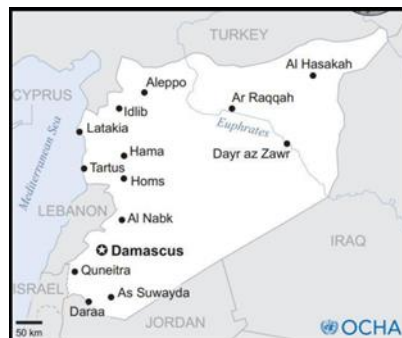 TURKEY
Al Hasakah
Aleppo
CYPRUS
Ar Raqqah
Idlib
Euphrates
Latakia
Hama
Dayr az Zawr
Mediterranean Sea
Tartus
Homs
LEBANON
Al Nabk
Damascus
IRAQ
Quneitra
ISRAEL
As Suwayda
Daraa
JORDAN
50 km
OCHA